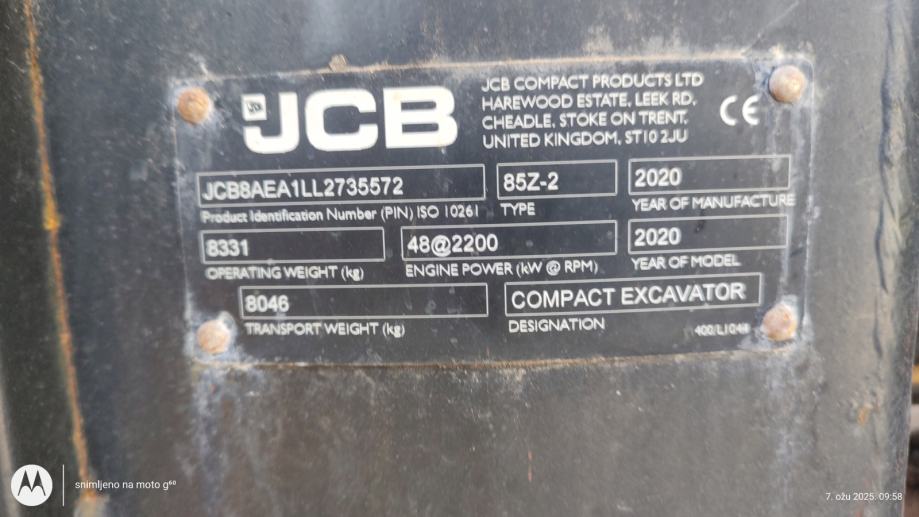 JCB
JCB COMPACT PRODUCTS LTD
HAREWOOD ESTATE, LEEK RD,
CHEADLE, STOKE ON TRENT,
UNITED KINGDOM, ST10 2JU
CE
JCB8AEA1LL2735572
Product Identification Number (PIN) ISO 10261
85Z-2
TYPE
2020
YEAR OF MANUFACTURE
8331
OPERATING WEIGHT (kg)
48@2200
ENGINE POWER (kW @ RPM)
2020
YEAR OF MODEL
8046
TRANSPORT WEIGHT (kg)
COMPACT EXCAVATOR
DESIGNATION
400/L1044
snimljeno na moto g⁶⁰
7. ožu 2025. 09:58